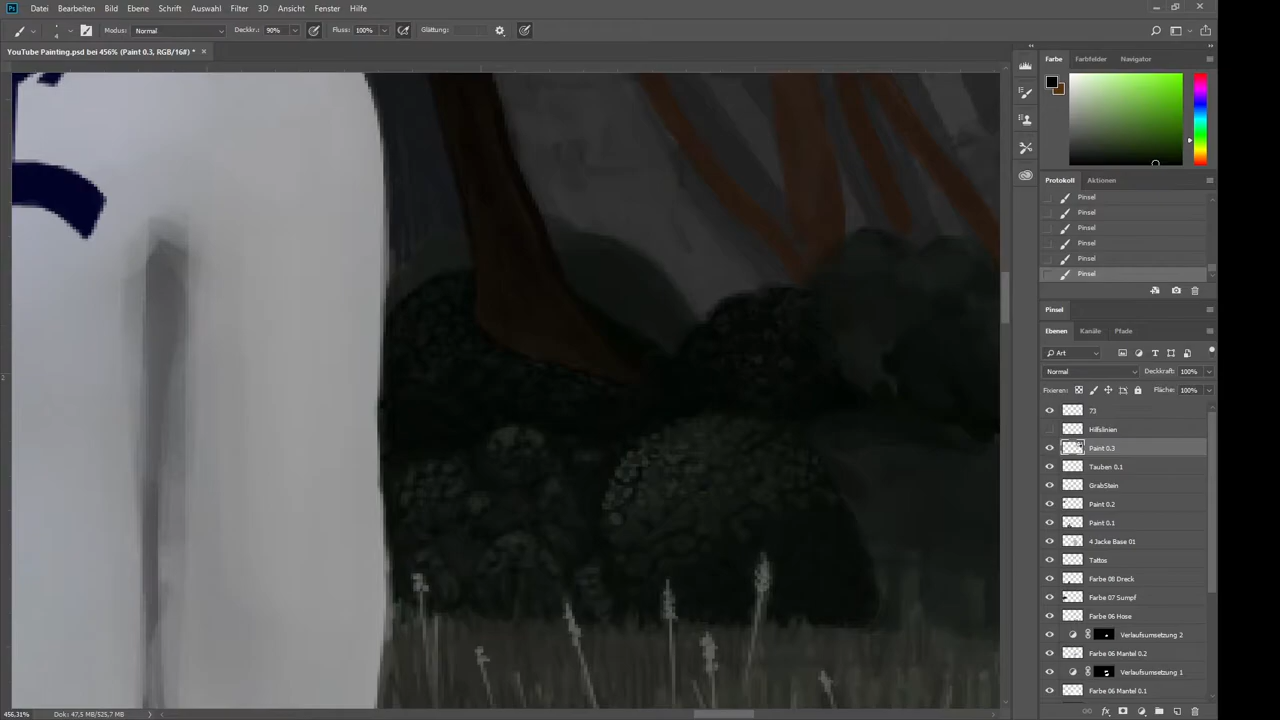 Ps Datei Bearbeiten Bild Ebene Schrift Auswahl Filter 3D Ansicht Fenster Hilfe
4 Modus: Normal Deckkr.: 90% Fluss: 100% Glättung:
YouTube Painting.psd bei 456% (Paint 0.3, RGB/16#) * ×
Farbe Farbfelder Navigator
Protokoll Aktionen
Pinsel
Pinsel
Pinsel
Pinsel
Pinsel
Pinsel
Pinsel
Ebenen Kanäle Pfade
Art
Normal Deckkraft: 100%
Fixieren: Fläche: 100%
73
Hilfslinien
Paint 0.3
Tauben 0.1
GrabStein
Paint 0.2
Paint 0.1
4 Jacke Base 01
Tattos
Farbe 08 Dreck
Farbe 07 Sumpf
Farbe 06 Hose
Verlaufsumsetzung 2
Farbe 06 Mantel 0.2
Verlaufsumsetzung 1
Farbe 06 Mantel 0.1
456,31% Dok: 47,5 MB/525,7 MB